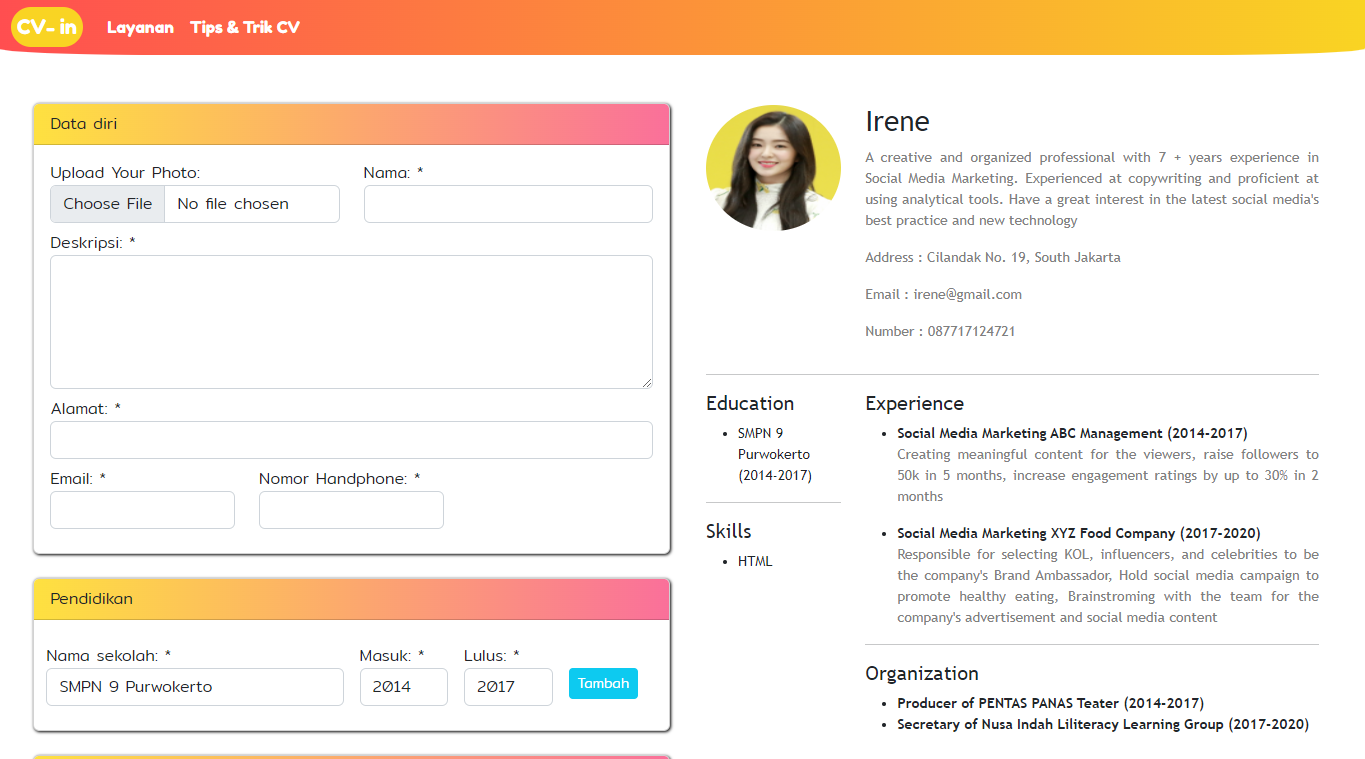 CV- in
Layanan
Tips & Trik CV
Data diri
Upload Your Photo:
Choose File
No file chosen
Nama: *
Deskripsi: *
Alamat: *
Email: *
Nomor Handphone: *
Pendidikan
Nama sekolah: *
Masuk: *
Lulus: *
SMPN 9 Purwokerto
2014
2017
Tambah
Irene
A creative and organized professional with 7 + years experience in
Social Media Marketing. Experienced at copywriting and proficient at
using analytical tools. Have a great interest in the latest social media's
best practice and new technology
Address : Cilandak No. 19, South Jakarta
Email : irene@gmail.com
Number : 087717124721
Education
SMPN 9
Purwokerto
(2014-2017)
Skills
HTML
Experience
Social Media Marketing ABC Management (2014-2017)
Creating meaningful content for the viewers, raise followers to
50k in 5 months, increase engagement ratings by up to 30% in 2
months
Social Media Marketing XYZ Food Company (2017-2020)
Responsible for selecting KOL, influencers, and celebrities to be
the company's Brand Ambassador, Hold social media campaign to
promote healthy eating, Brainstroming with the team for the
company's advertisement and social media content
Organization
Producer of PENTAS PANAS Teater (2014-2017)
Secretary of Nusa Indah Liliteracy Learning Group (2017-2020)